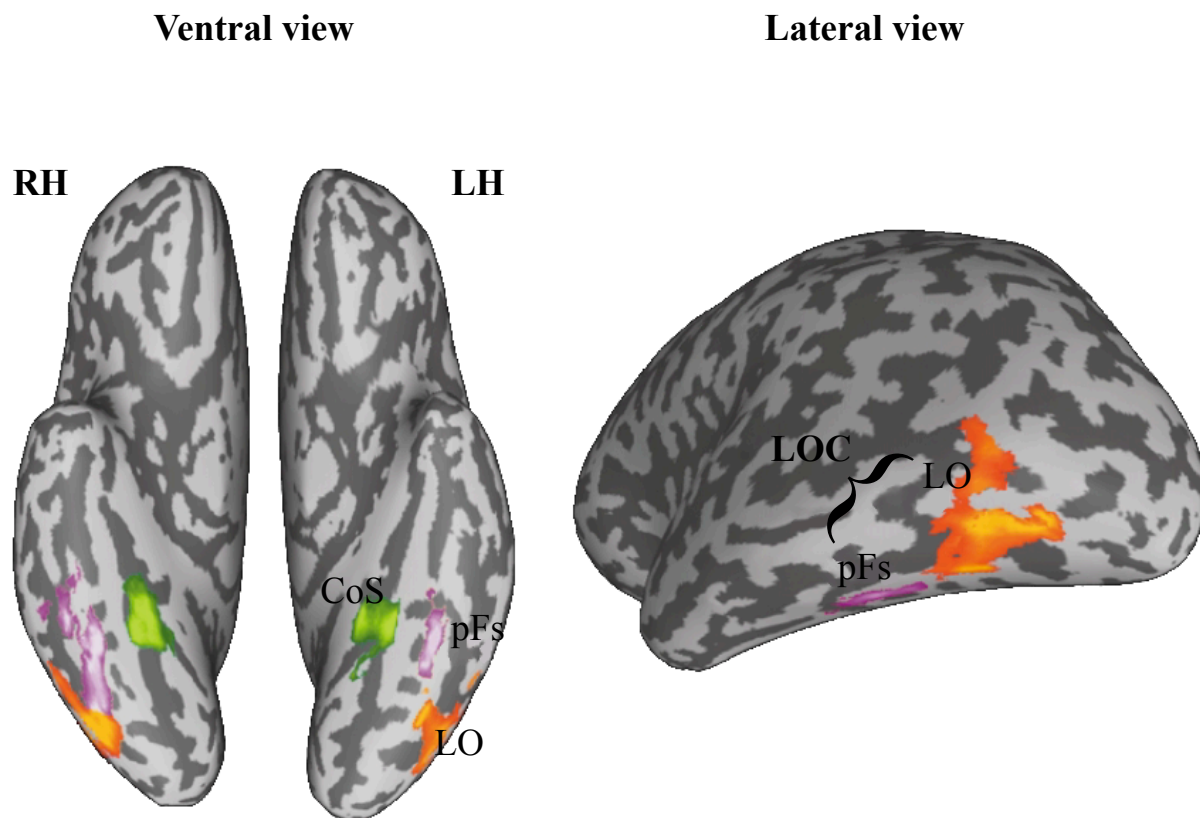 Ventral view
Lateral view
RH
LH
LOC
LO
pFs
CoS
pFs
LO